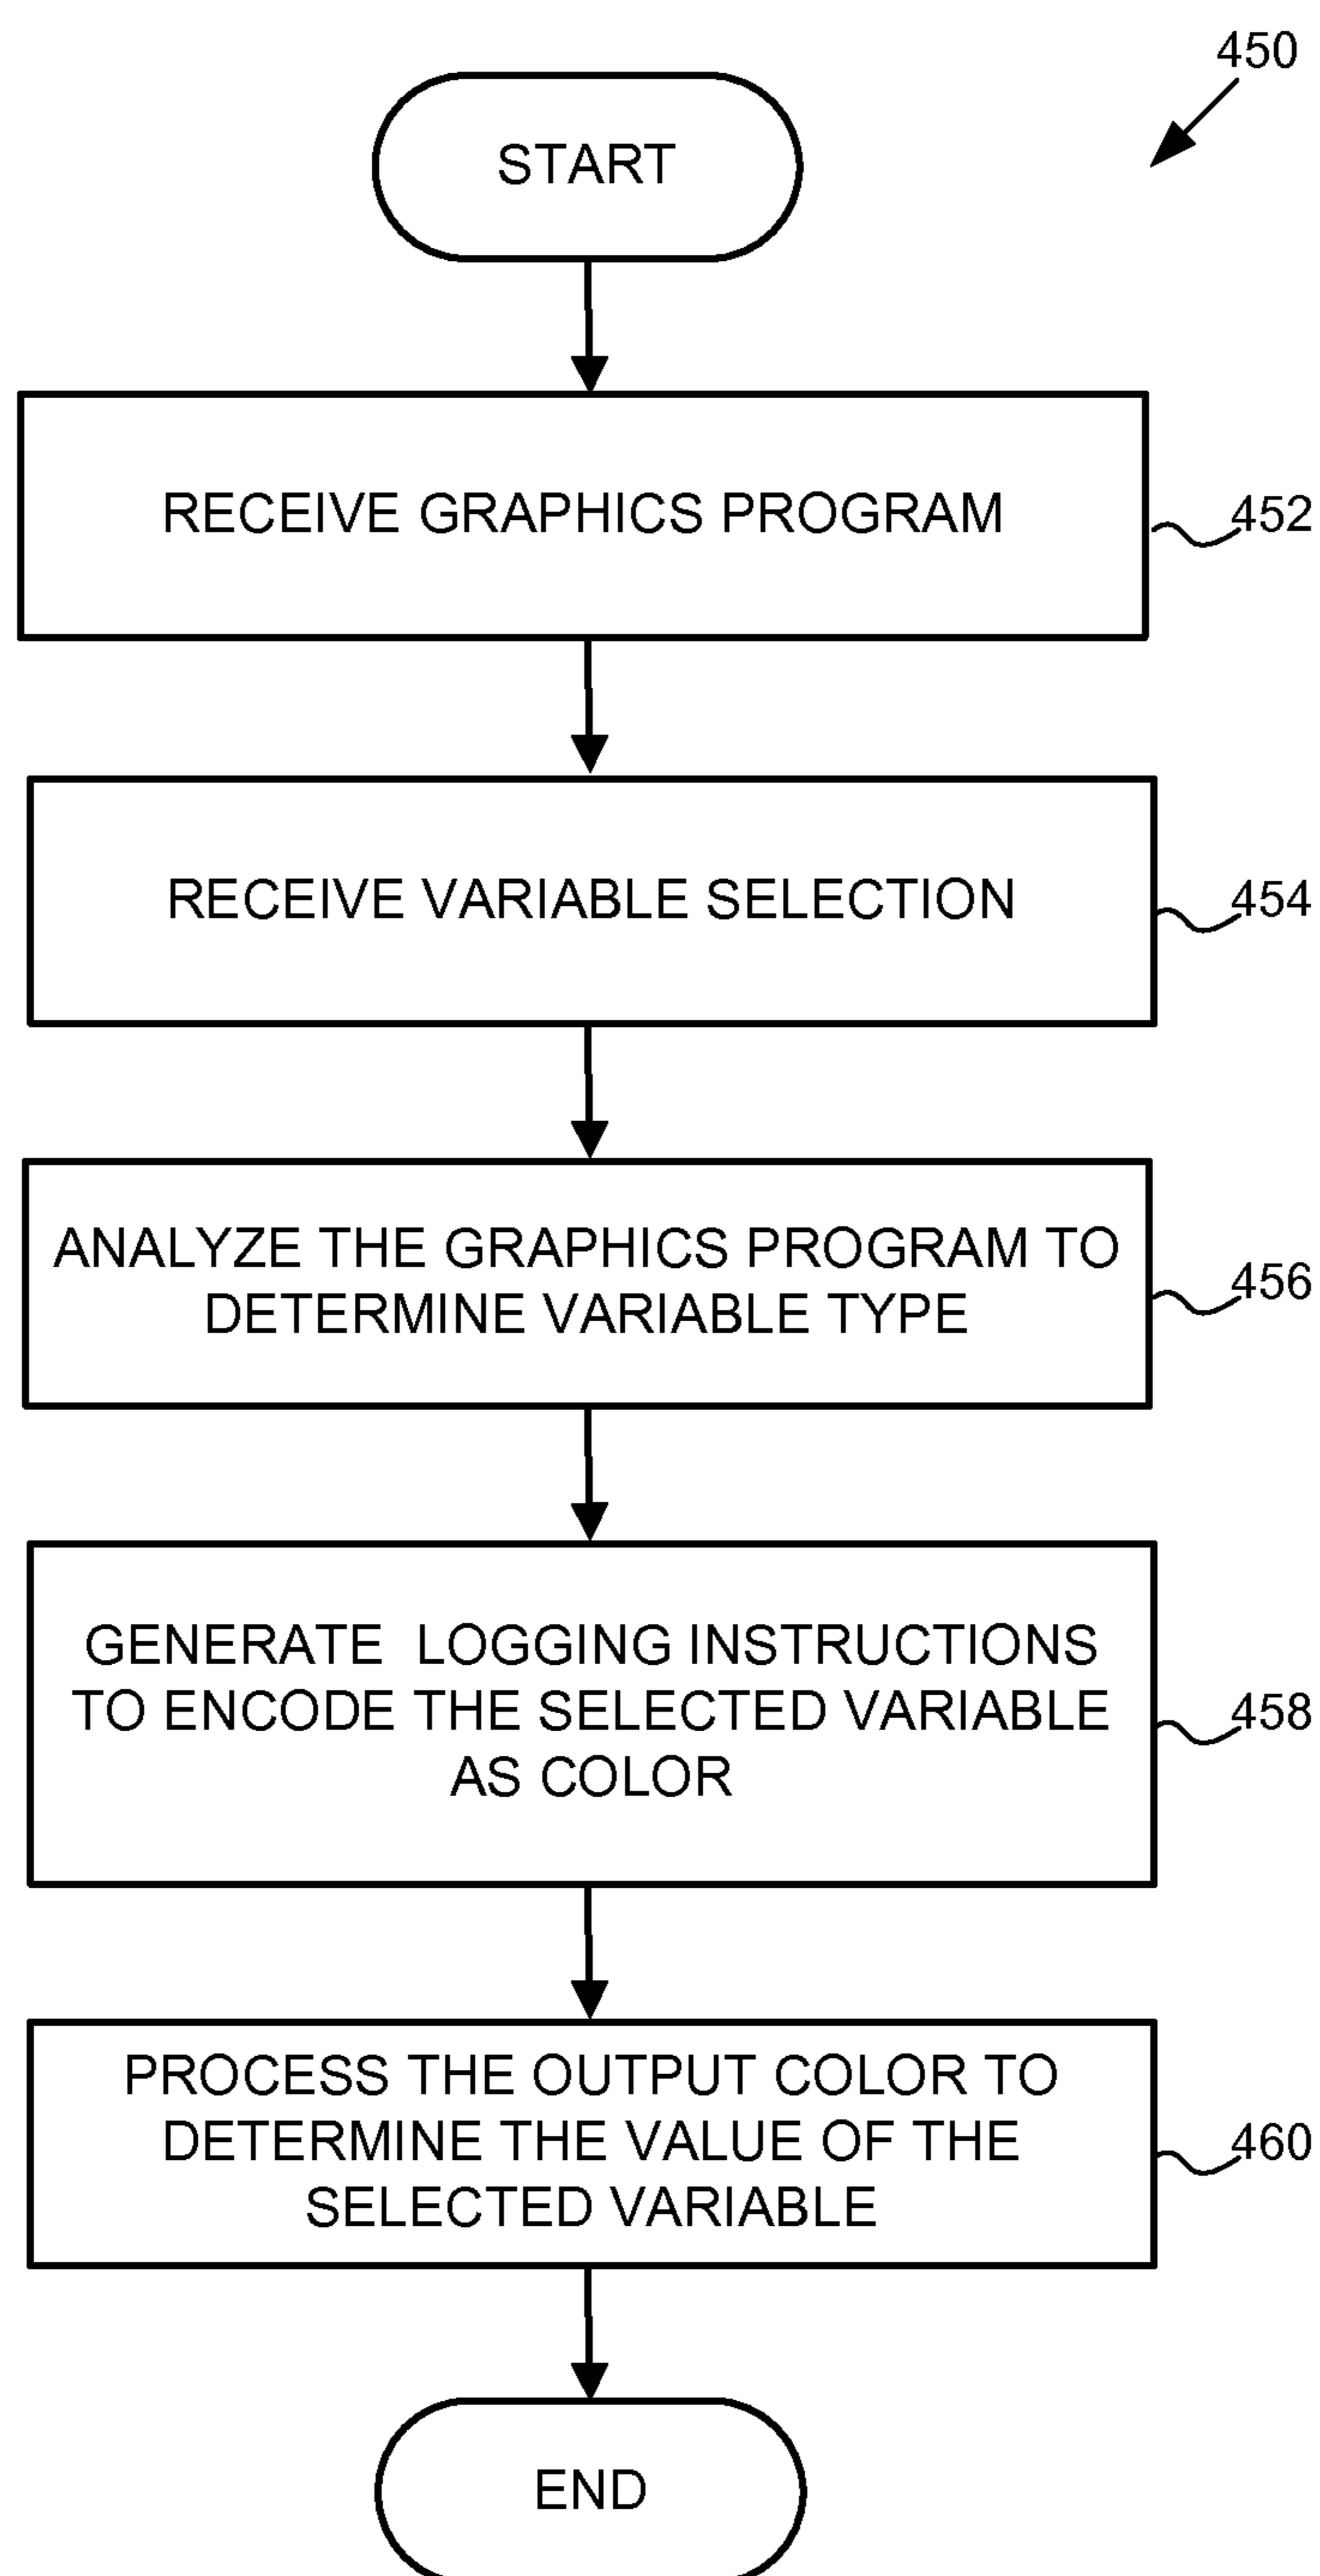 450
START
RECEIVE GRAPHICS PROGRAM
452
RECEIVE VARIABLE SELECTION
454
ANALYZE THE GRAPHICS PROGRAM TO
DETERMINE VARIABLE TYPE
456
GENERATE LOGGING INSTRUCTIONS
TO ENCODE THE SELECTED VARIABLE
AS COLOR
458
PROCESS THE OUTPUT COLOR TO
DETERMINE THE VALUE OF THE
SELECTED VARIABLE
460
END